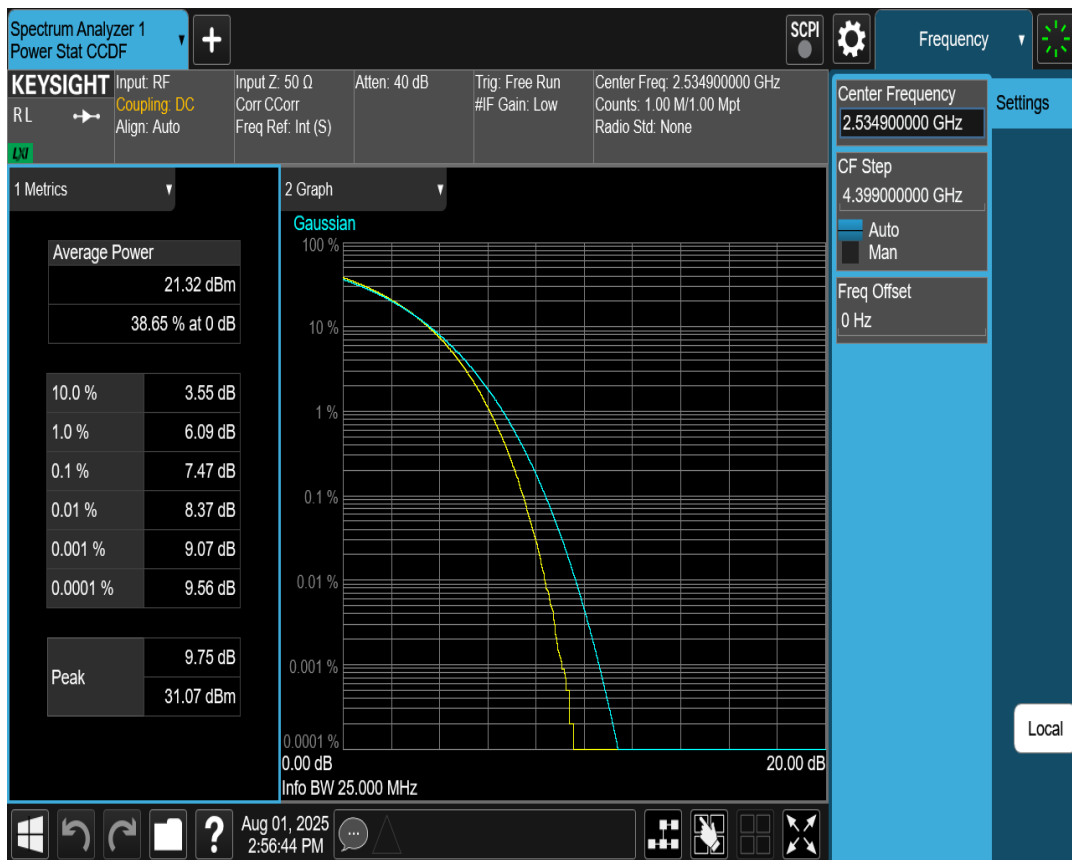 Spectrum Analyzer 1
Power Stat CCDF
+
SCPI
Frequency
KEYSIGHT
RL
LXI
Input: RF
Coupling: DC
Align: Auto
Input Z: 50 Ω
Corr CCorr
Freq Ref: Int (S)
Atten: 40 dB
Trig: Free Run
#IF Gain: Low
Center Freq: 2.534900000 GHz
Counts: 1.00 M/1.00 Mpt
Radio Std: None
Center Frequency
2.534900000 GHz
Settings
CF Step
4.399000000 GHz
Auto
Man
Freq Offset
0 Hz
1 Metrics
Average Power
21.32 dBm
38.65 % at 0 dB
10.0 % 3.55 dB
1.0 % 6.09 dB
0.1 % 7.47 dB
0.01 % 8.37 dB
0.001 % 9.07 dB
0.0001 % 9.56 dB
Peak
9.75 dB
31.07 dBm
2 Graph
Gaussian
100 %
10 %
1 %
0.1 %
0.01 %
0.001 %
0.0001 %
0.00 dB 20.00 dB
Info BW 25.000 MHz
Local
?
Aug 01, 2025
2:56:44 PM